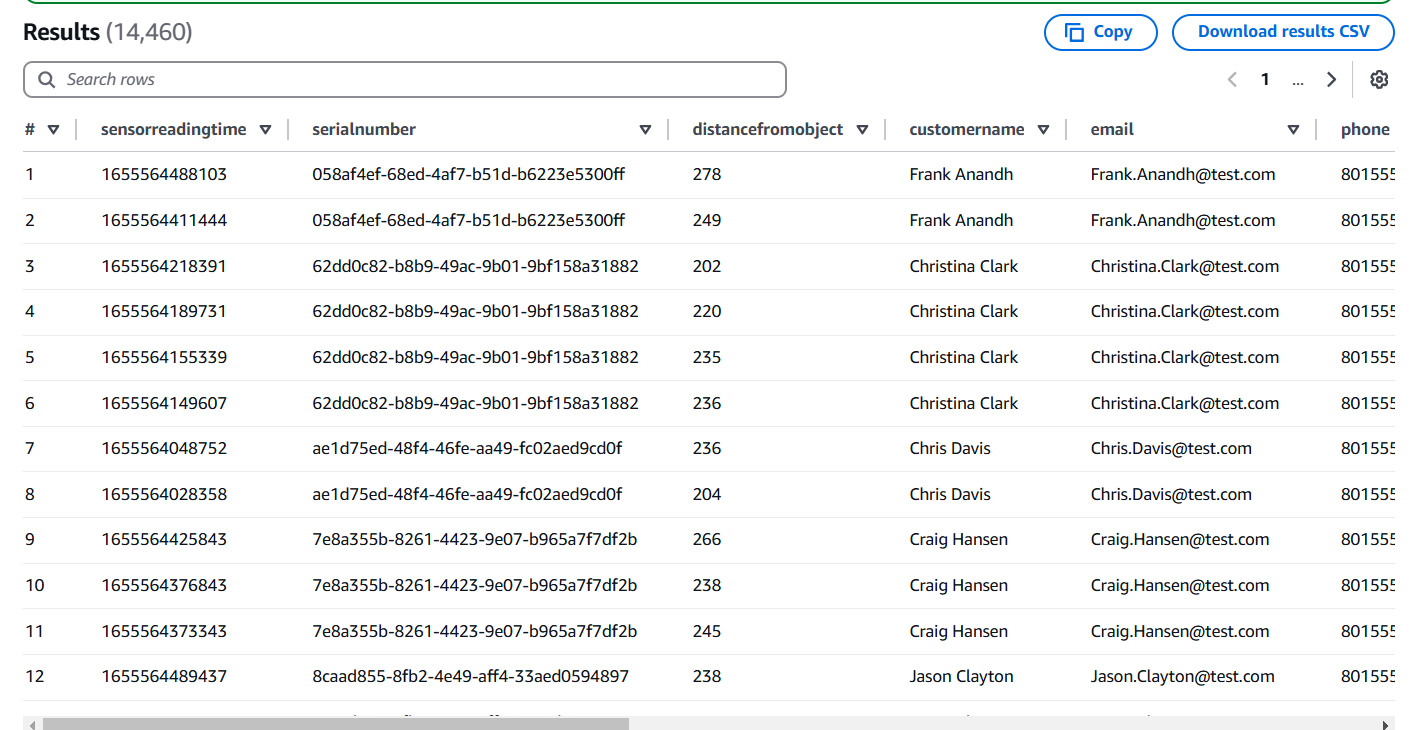 Results (14,460)
Copy
Download results CSV
Search rows
1 ...
# sensorreadingtime serialnumber distancefromobject customername email phone
1 1655564488103 058af4ef-68ed-4af7-b51d-b6223e5300ff 278 Frank Anandh Frank.Anandh@test.com 801555
2 1655564411444 058af4ef-68ed-4af7-b51d-b6223e5300ff 249 Frank Anandh Frank.Anandh@test.com 801555
3 1655564218391 62dd0c82-b8b9-49ac-9b01-9bf158a31882 202 Christina Clark Christina.Clark@test.com 801555
4 1655564189731 62dd0c82-b8b9-49ac-9b01-9bf158a31882 220 Christina Clark Christina.Clark@test.com 801555
5 1655564155339 62dd0c82-b8b9-49ac-9b01-9bf158a31882 235 Christina Clark Christina.Clark@test.com 801555
6 1655564149607 62dd0c82-b8b9-49ac-9b01-9bf158a31882 236 Christina Clark Christina.Clark@test.com 801555
7 1655564048752 ae1d75ed-48f4-46fe-aa49-fc02aed9cd0f 236 Chris Davis Chris.Davis@test.com 801555
8 1655564028358 ae1d75ed-48f4-46fe-aa49-fc02aed9cd0f 204 Chris Davis Chris.Davis@test.com 801555
9 1655564425843 7e8a355b-8261-4423-9e07-b965a7f7df2b 266 Craig Hansen Craig.Hansen@test.com 801555
10 1655564376843 7e8a355b-8261-4423-9e07-b965a7f7df2b 238 Craig Hansen Craig.Hansen@test.com 801555
11 1655564373343 7e8a355b-8261-4423-9e07-b965a7f7df2b 245 Craig Hansen Craig.Hansen@test.com 801555
12 1655564489437 8caad855-8fb2-4e49-aff4-33aed0594897 238 Jason Clayton Jason.Clayton@test.com 801555